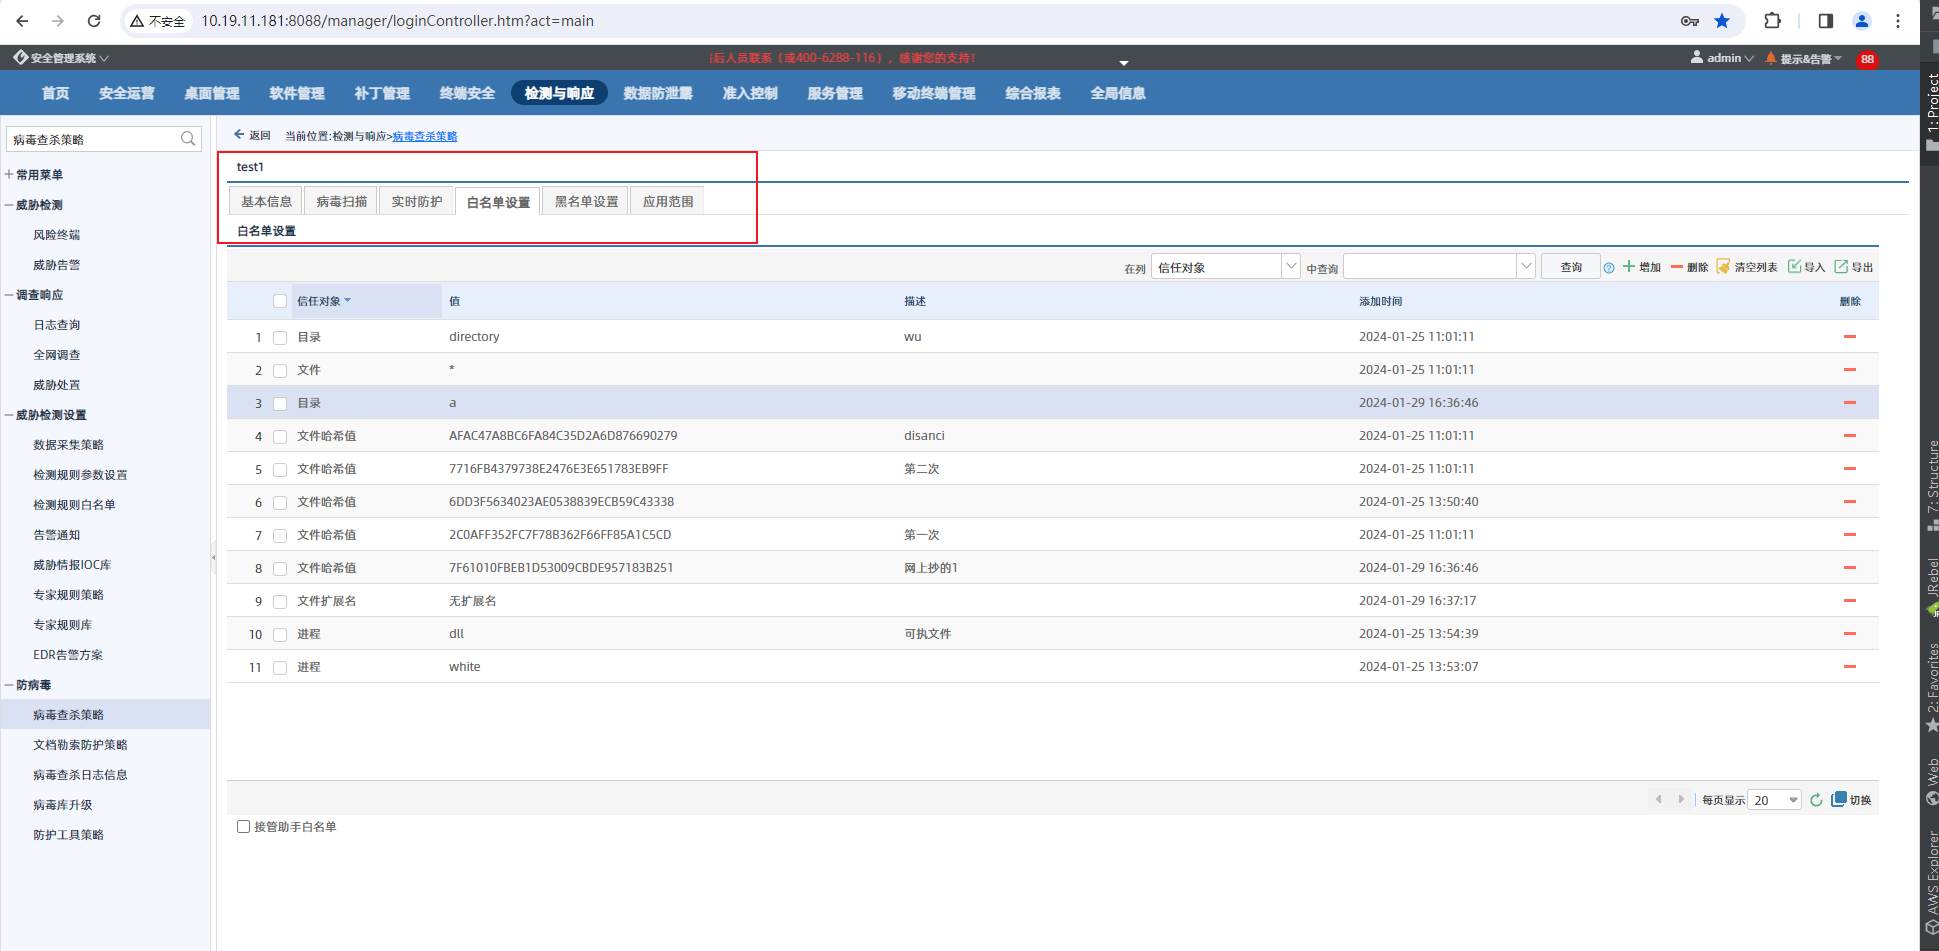 不安全 10.19.11.181:8088/manager/loginController.htm?act=main
安全管理系统 后人员联系（或400-6288-116），感谢您的支持! admin 提示&告警 88
首页 安全运营 桌面管理 软件管理 补丁管理 终端安全 检测与响应 数据防泄露 准入控制 服务管理 移动终端管理 综合报表 全局信息
病毒查杀策略
常用菜单
威胁检测
风险终端
威胁告警
调查响应
日志查询
全网调查
威胁处置
威胁检测设置
数据采集策略
检测规则参数设置
检测规则白名单
告警通知
威胁情报IOC库
专家规则策略
专家规则库
EDR告警方案
防病毒
病毒查杀策略
文档勒索防护策略
病毒查杀日志信息
病毒库升级
防护工具策略
返回 当前位置:检测与响应>病毒查杀策略
test1
基本信息 病毒扫描 实时防护 白名单设置 黑名单设置 应用范围
白名单设置
在列 信任对象 中查询 查询 增加 删除 清空列表 导入 导出
信任对象 值 描述 添加时间 删除
1 目录 directory wu 2024-01-25 11:01:11
2 文件 * 2024-01-25 11:01:11
3 目录 a 2024-01-29 16:36:46
4 文件哈希值 AFAC47A8BC6FA84C35D2A6D876690279 disanci 2024-01-25 11:01:11
5 文件哈希值 7716FB4379738E2476E3E651783EB9FF 第二次 2024-01-25 11:01:11
6 文件哈希值 6DD3F5634023AE0538839ECB59C43338 2024-01-25 13:50:40
7 文件哈希值 2C0AFF352FC7F78B362F66FF85A1C5CD 第一次 2024-01-25 11:01:11
8 文件哈希值 7F61010FBEB1D53009CBDE957183B251 网上抄的1 2024-01-29 16:36:46
9 文件扩展名 无扩展名 2024-01-29 16:37:17
10 进程 dll 可执行文件 2024-01-25 13:54:39
11 进程 white 2024-01-25 13:53:07
每页显示 20 切换
接管助手白名单
1: Project
7: Structure
JRebel
2: Favorites
Web
AWS Explorer